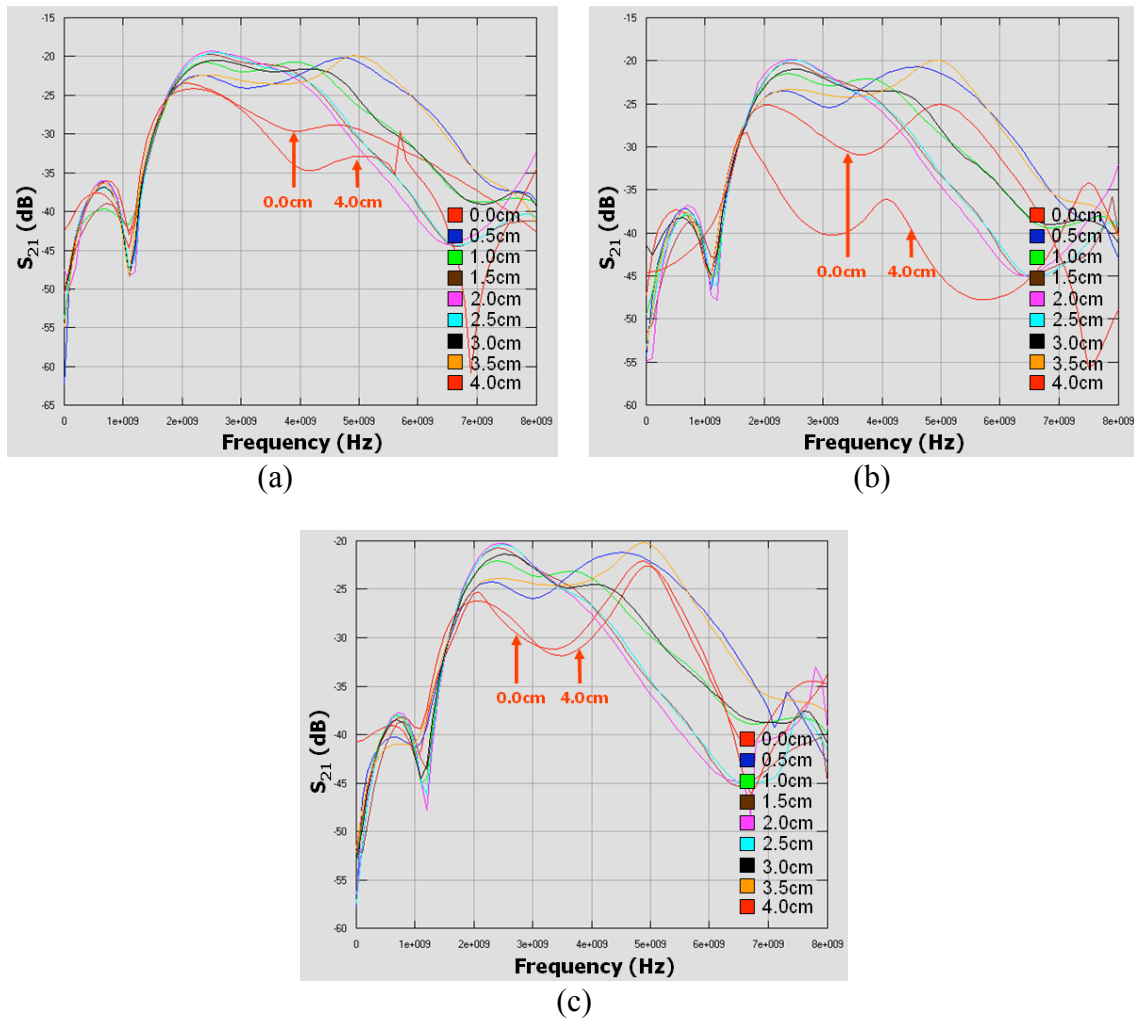 -15
-20
-25
-30
-35
-40
-45
-50
-55
-60
-65
S21 (dB)
0.0cm
4.0cm
0.0cm
0.5cm
1.0cm
1.5cm
2.0cm
2.5cm
3.0cm
3.5cm
4.0cm
0 1e+009 2e+009 3e+009 4e+009 5e+009 6e+009 7e+009 8e+009
Frequency (Hz)
(a)
-15
-20
-25
-30
-35
-40
-45
-50
-55
-60
S21 (dB)
0.0cm
4.0cm
0.0cm
0.5cm
1.0cm
1.5cm
2.0cm
2.5cm
3.0cm
3.5cm
4.0cm
0 1e+009 2e+009 3e+009 4e+009 5e+009 6e+009 7e+009 8e+009
Frequency (Hz)
(b)
-20
-25
-30
-35
-40
-45
-50
-55
-60
S21 (dB)
0.0cm
4.0cm
0.0cm
0.5cm
1.0cm
1.5cm
2.0cm
2.5cm
3.0cm
3.5cm
4.0cm
0 1e+009 2e+009 3e+009 4e+009 5e+009 6e+009 7e+009 8e+009
Frequency (Hz)
(c)